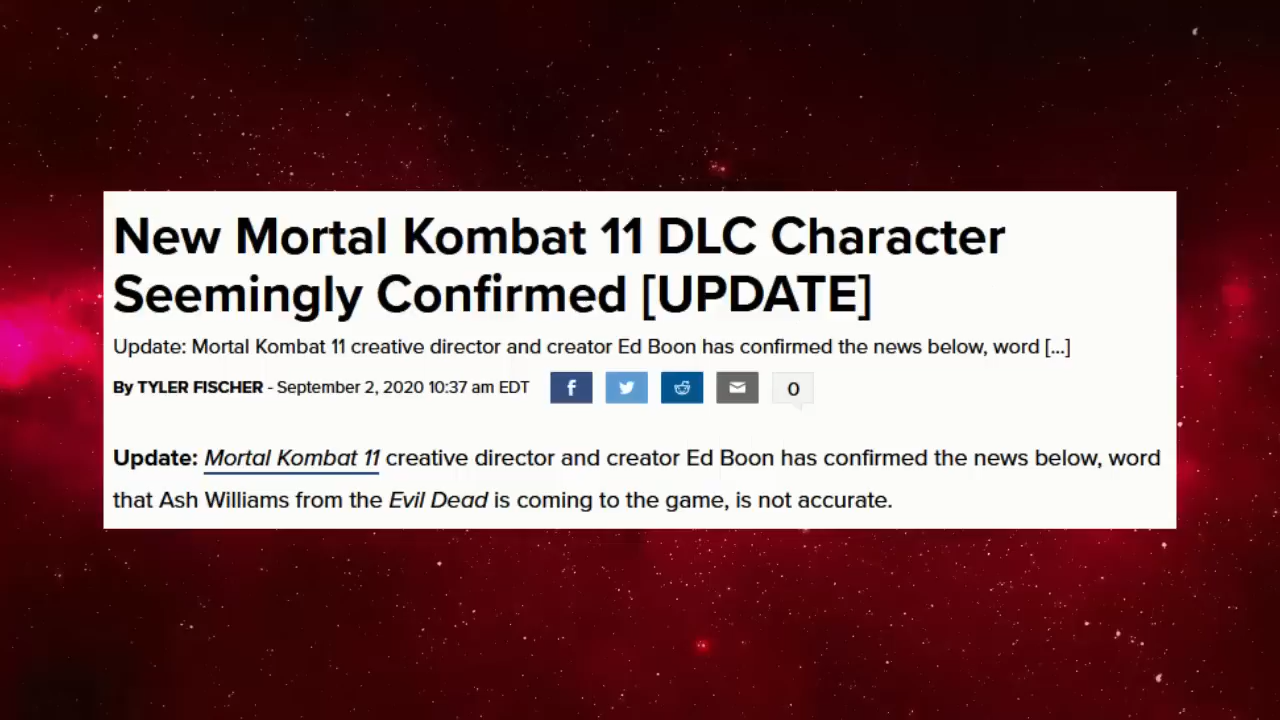 New Mortal Kombat 11 DLC Character
Seemingly Confirmed [UPDATE]
Update: Mortal Kombat 11 creative director and creator Ed Boon has confirmed the news below, word [...]
By TYLER FISCHER - September 2, 2020 10:37 am EDT f 0
Update: Mortal Kombat 11 creative director and creator Ed Boon has confirmed the news below, word
that Ash Williams from the Evil Dead is coming to the game, is not accurate.